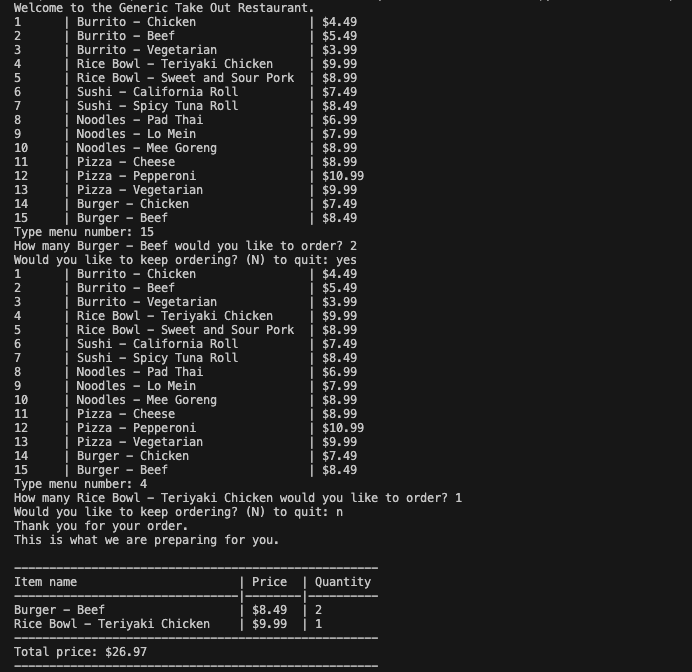 Welcome to the Generic Take Out Restaurant.
1      | Burrito – Chicken                | $4.49
2      | Burrito – Beef                   | $5.49
3      | Burrito – Vegetarian             | $3.99
4      | Rice Bowl – Teriyaki Chicken     | $9.99
5      | Rice Bowl – Sweet and Sour Pork  | $8.99
6      | Sushi – California Roll          | $7.49
7      | Sushi – Spicy Tuna Roll          | $8.49
8      | Noodles – Pad Thai               | $6.99
9      | Noodles – Lo Mein                | $7.99
10     | Noodles – Mee Goreng             | $8.99
11     | Pizza – Cheese                   | $8.99
12     | Pizza – Pepperoni                | $10.99
13     | Pizza – Vegetarian               | $9.99
14     | Burger – Chicken                 | $7.49
15     | Burger – Beef                    | $8.49
Type menu number: 15
How many Burger – Beef would you like to order? 2
Would you like to keep ordering? (N) to quit: yes
1      | Burrito – Chicken                | $4.49
2      | Burrito – Beef                   | $5.49
3      | Burrito – Vegetarian             | $3.99
4      | Rice Bowl – Teriyaki Chicken     | $9.99
5      | Rice Bowl – Sweet and Sour Pork  | $8.99
6      | Sushi – California Roll          | $7.49
7      | Sushi – Spicy Tuna Roll          | $8.49
8      | Noodles – Pad Thai               | $6.99
9      | Noodles – Lo Mein                | $7.99
10     | Noodles – Mee Goreng             | $8.99
11     | Pizza – Cheese                   | $8.99
12     | Pizza – Pepperoni                | $10.99
13     | Pizza – Vegetarian               | $9.99
14     | Burger – Chicken                 | $7.49
15     | Burger – Beef                    | $8.49
Type menu number: 4
How many Rice Bowl – Teriyaki Chicken would you like to order? 1
Would you like to keep ordering? (N) to quit: n
Thank you for your order.
This is what we are preparing for you.
Item name                       | Price  | Quantity
Burger – Beef                   | $8.49  | 2
Rice Bowl – Teriyaki Chicken    | $9.99  | 1
Total price: $26.97